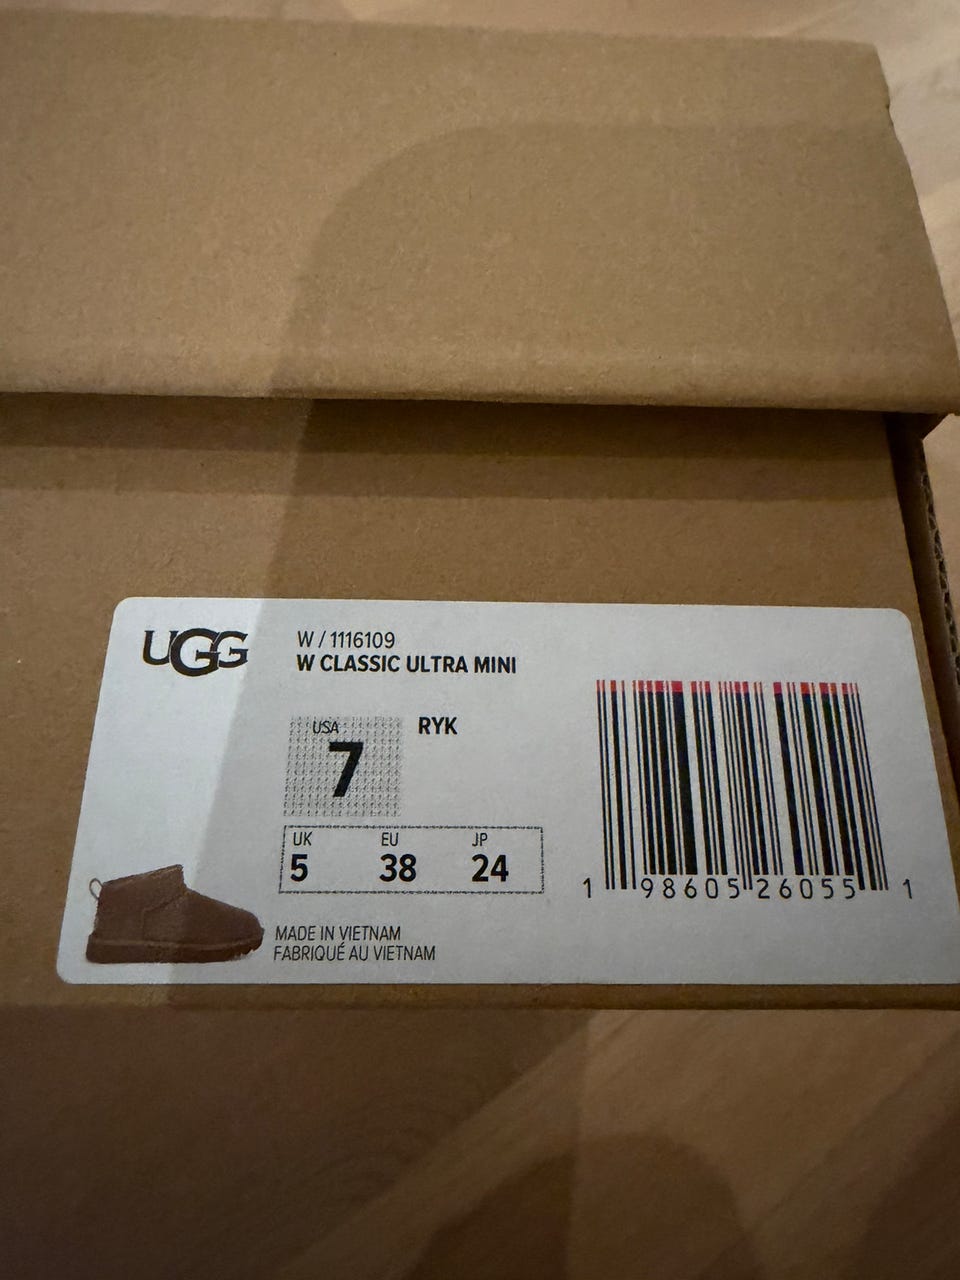 UGG
W / 1116109
W CLASSIC ULTRA MINI
USA
7
RYK
UK EU JP
5 38 24
MADE IN VIETNAM
FABRIQUÉ AU VIETNAM
1 98605 26055 1